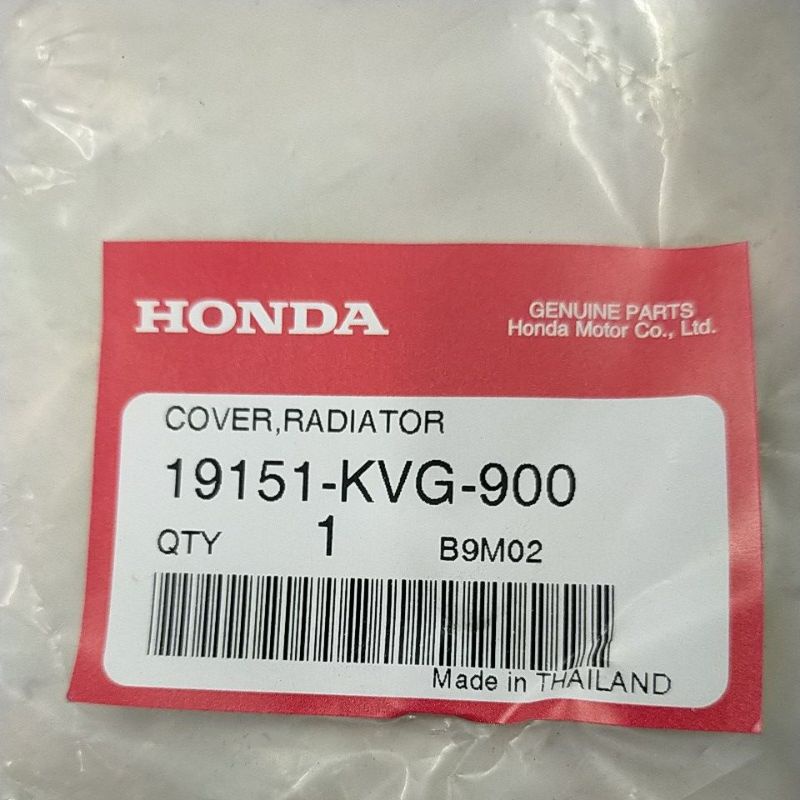 HONDA
GENUINE PARTS
Honda Motor Co., Ltd.
COVER,RADIATOR
19151-KVG-900
QTY 1 B9M02
Made in THAILAND